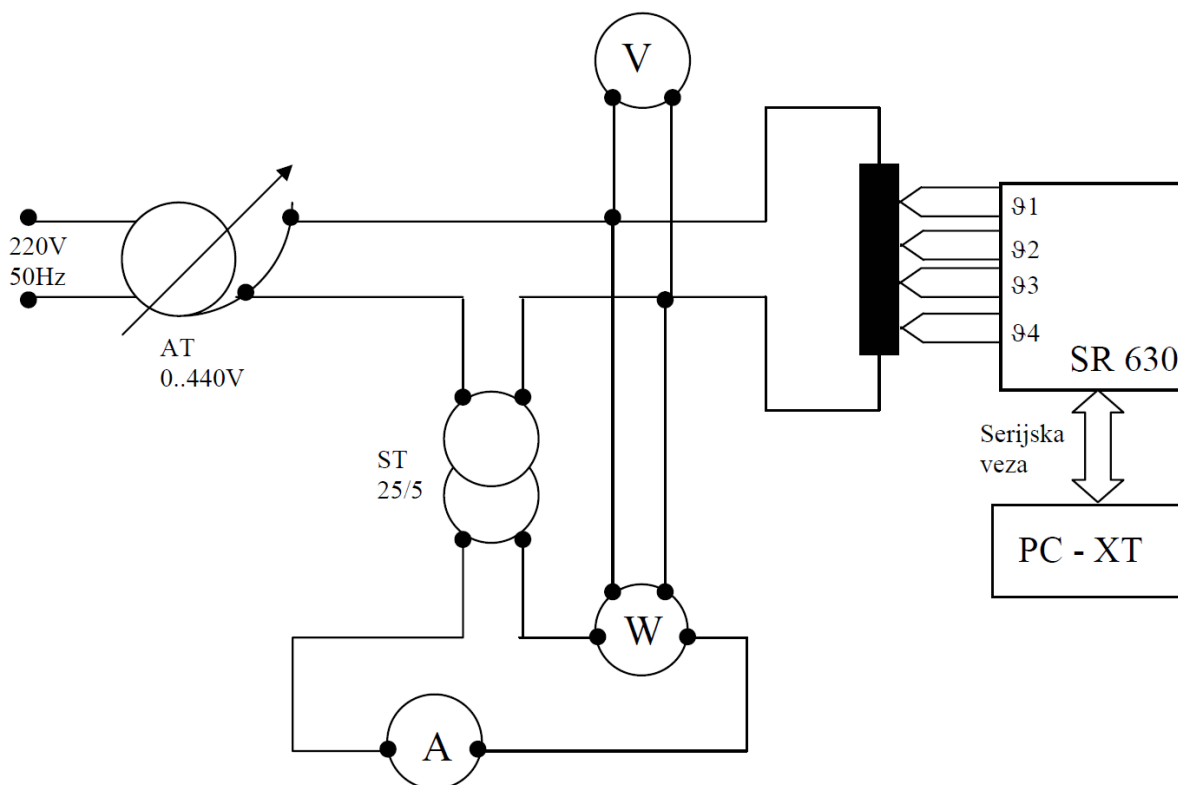 V
220V
50Hz
AT
0..440V
ϑ1
ϑ2
ϑ3
ϑ4
SR 630
Serijska
veza
ST
25/5
PC - XT
W
A